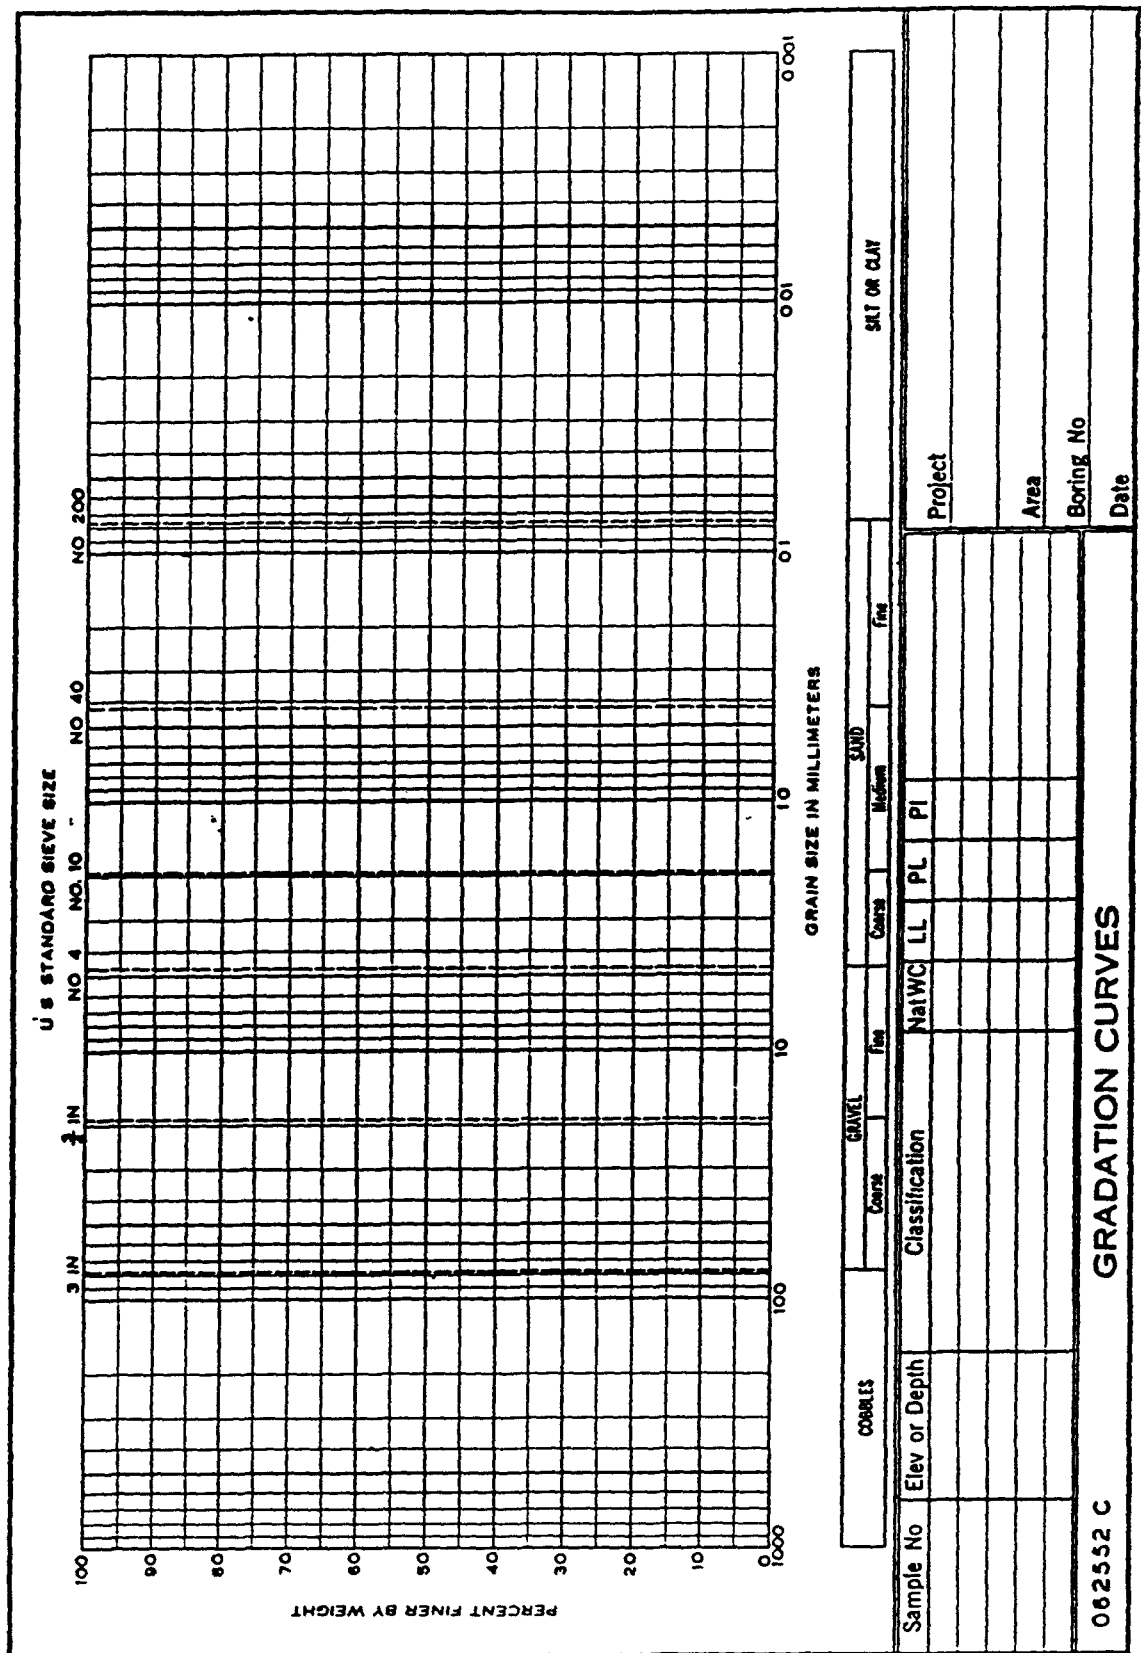 U S STANDARD SIEVE SIZE
3 IN 3/4 IN NO 4 NO. 10 NO 40 NO 200
PERCENT FINER BY WEIGHT
100
90
80
70
60
50
40
30
20
10
0
1000 100 10 1 0 0 1 0 01 0 001
GRAIN SIZE IN MILLIMETERS
COBBLES GRAVEL SAND SILT OR CLAY
Coarse Fine Coarse Medium Fine
Sample No Elev or Depth Classification Nat WC LL PL PI
Project
Area
Boring No
Date
062552 C GRADATION CURVES